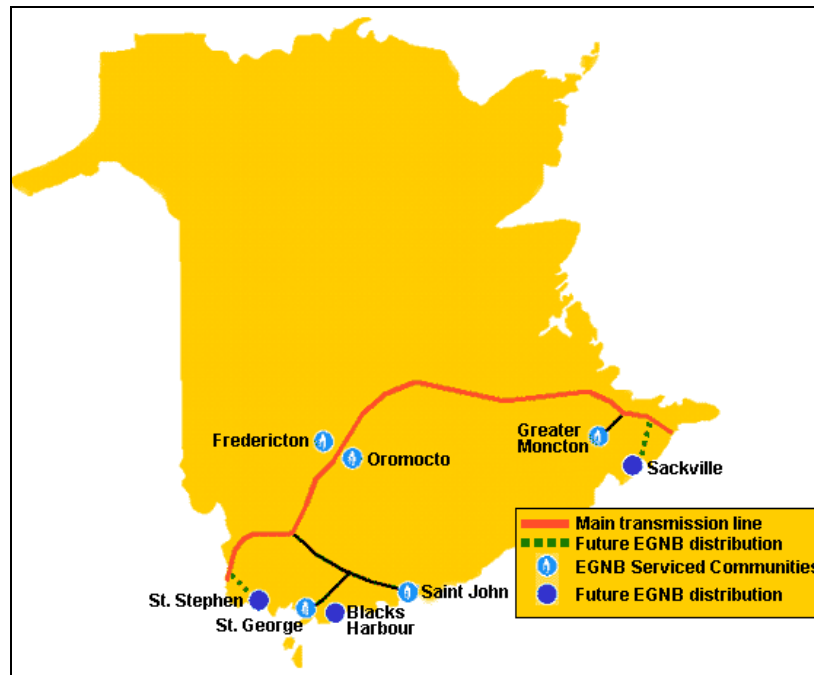 Fredericton
Oromocto
Greater
Moncton
Sackville
Main transmission line
Future EGNB distribution
EGNB Serviced Communities
Future EGNB distribution
St. Stephen
St. George
Blacks
Harbour
Saint John